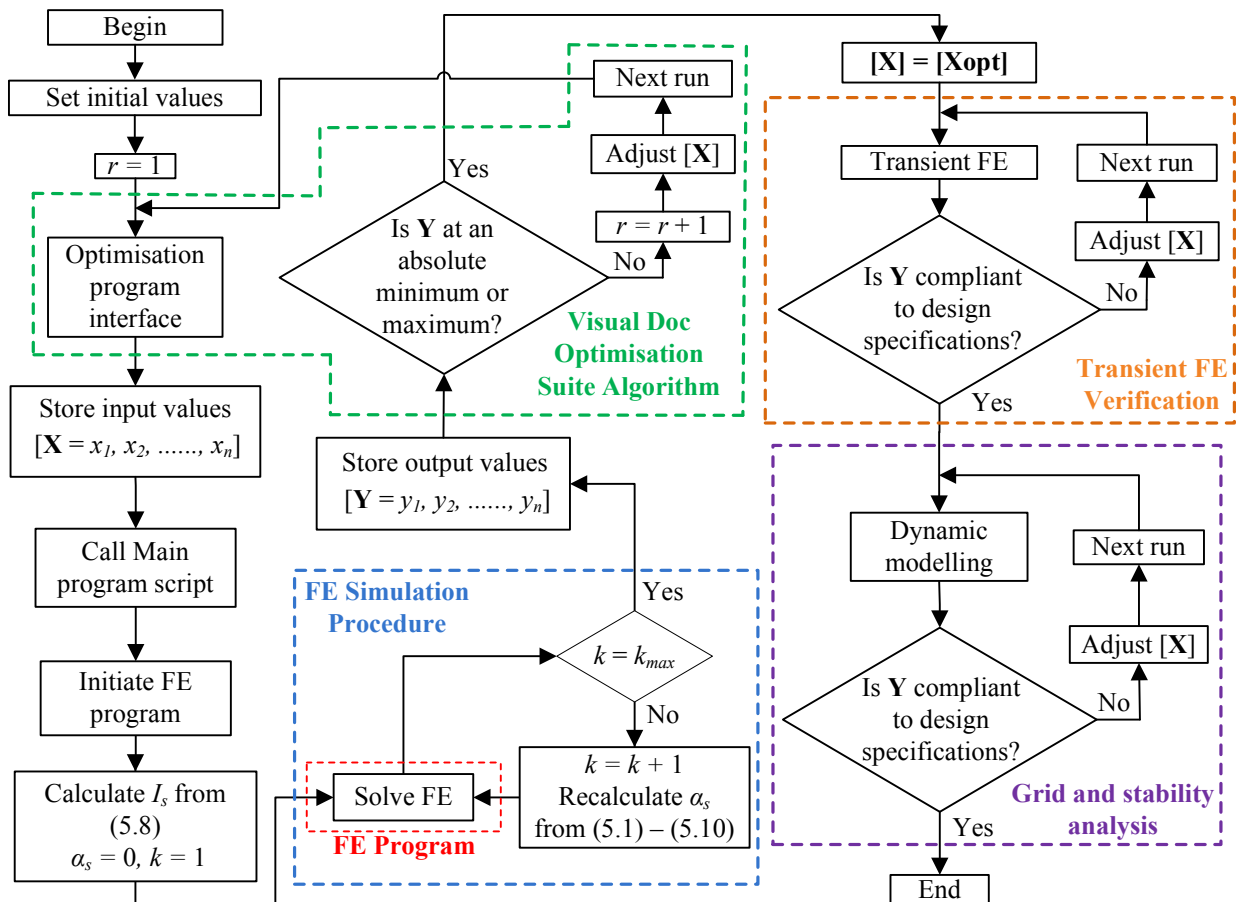 Begin
Set initial values
r = 1
Optimisation
program
interface
Store input values
[X = x1, x2, ......, xn]
Call Main
program script
Initiate FE
program
Calculate Is from
(5.8)
αs = 0, k = 1
Yes
Is Y at an
absolute
minimum or
maximum?
No
Next run
Adjust [X]
r = r + 1
Visual Doc
Optimisation
Suite Algorithm
Store output values
[Y = y1, y2, ......, yn]
FE Simulation
Procedure
Yes
k = kmax
No
k = k + 1
Recalculate αs
from (5.1) – (5.10)
Solve FE
FE Program
[X] = [Xopt]
Transient FE
Next run
Adjust [X]
Is Y compliant
to design
specifications?
No
Yes
Transient FE
Verification
Dynamic
modelling
Next run
Adjust [X]
Is Y compliant
to design
specifications?
No
Yes
Grid and stability
analysis
End